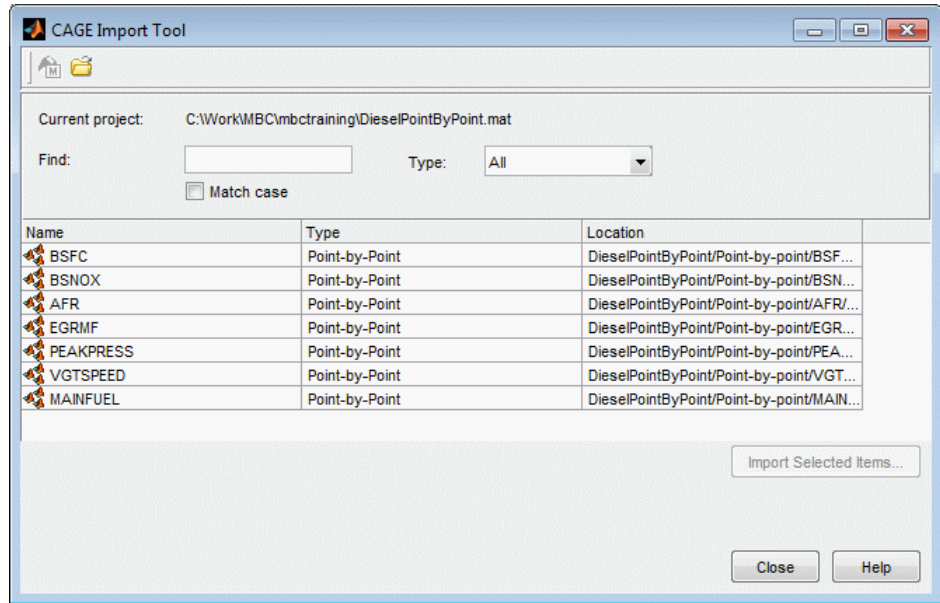 CAGE Import Tool
Current project: C:\Work\MBC\mbctraining\DieselPointByPoint.mat
Find: Type: All
Match case
Name Type Location
BSFC Point-by-Point DieselPointByPoint/Point-by-point/BSF...
BSNOX Point-by-Point DieselPointByPoint/Point-by-point/BSN...
AFR Point-by-Point DieselPointByPoint/Point-by-point/AFR/...
EGRMF Point-by-Point DieselPointByPoint/Point-by-point/EGR...
PEAKPRESS Point-by-Point DieselPointByPoint/Point-by-point/PEA...
VGTSPEED Point-by-Point DieselPointByPoint/Point-by-point/VGT...
MAINFUEL Point-by-Point DieselPointByPoint/Point-by-point/MAIN...
Import Selected Items...
Close Help